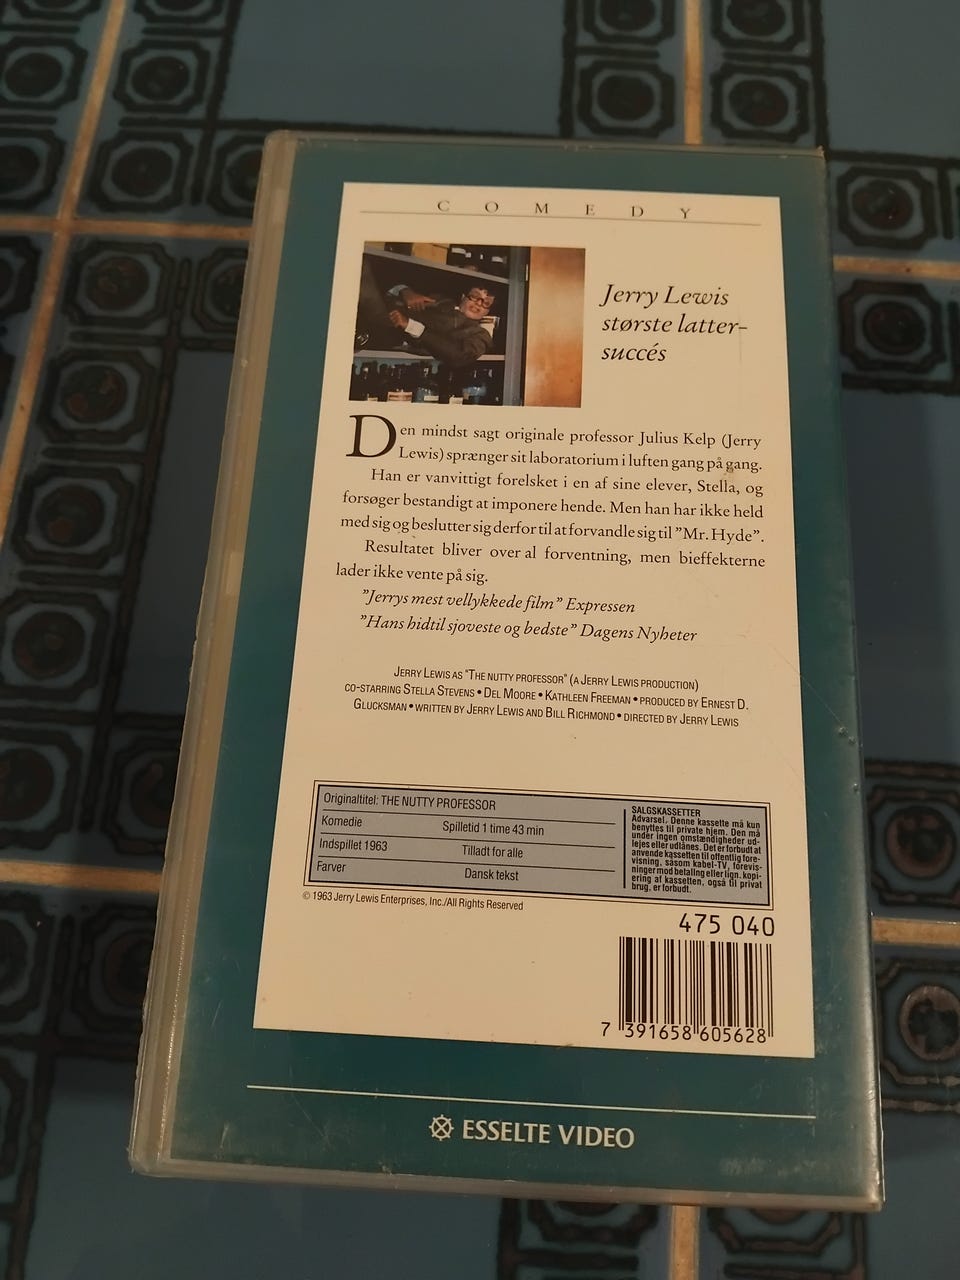 COMEDY
Jerry Lewis
største latter-
succés
Den mindst sagt originale professor Julius Kelp (Jerry
Lewis) sprænger sit laboratorium i luften gang på gang.
Han er vanvittigt forelsket i en af sine elever, Stella, og
forsøger bestandigt at imponere hende. Men han har ikke held
med sig og beslutter sig derfor til at forvandle sig til ”Mr. Hyde”.
Resultatet bliver over al forventning, men bieffekterne
lader ikke vente på sig.
”Jerrys mest vellykkede film” Expressen
”Hans hidtil sjoveste og bedste” Dagens Nyheter
JERRY LEWIS AS "THE NUTTY PROFESSOR" (A JERRY LEWIS PRODUCTION)
CO-STARRING STELLA STEVENS • DEL MOORE • KATHLEEN FREEMAN • PRODUCED BY ERNEST D.
GLUCKSMAN • WRITTEN BY JERRY LEWIS AND BILL RICHMOND • DIRECTED BY JERRY LEWIS
Originaltitel: THE NUTTY PROFESSOR
Komedie Spilletid 1 time 43 min
Indspillet 1963 Tilladt for alle
Farver Dansk tekst
SALGSKASSETTER
Advarsel. Denne kassette må kun
benyttes til private hjem. Den må
under ingen omstændigheder ud-
lejes eller udlånes. Det er forbudt at
anvende kassetten til offentlig fore-
visning, såsom kabel-TV, forevis-
ninger mod betaling eller lign. kopi-
ering af kassetten, også til privat
brug, er forbudt.
© 1963 Jerry Lewis Enterprises, Inc./All Rights Reserved
475 040
7 391658 605628
ESSELTE VIDEO